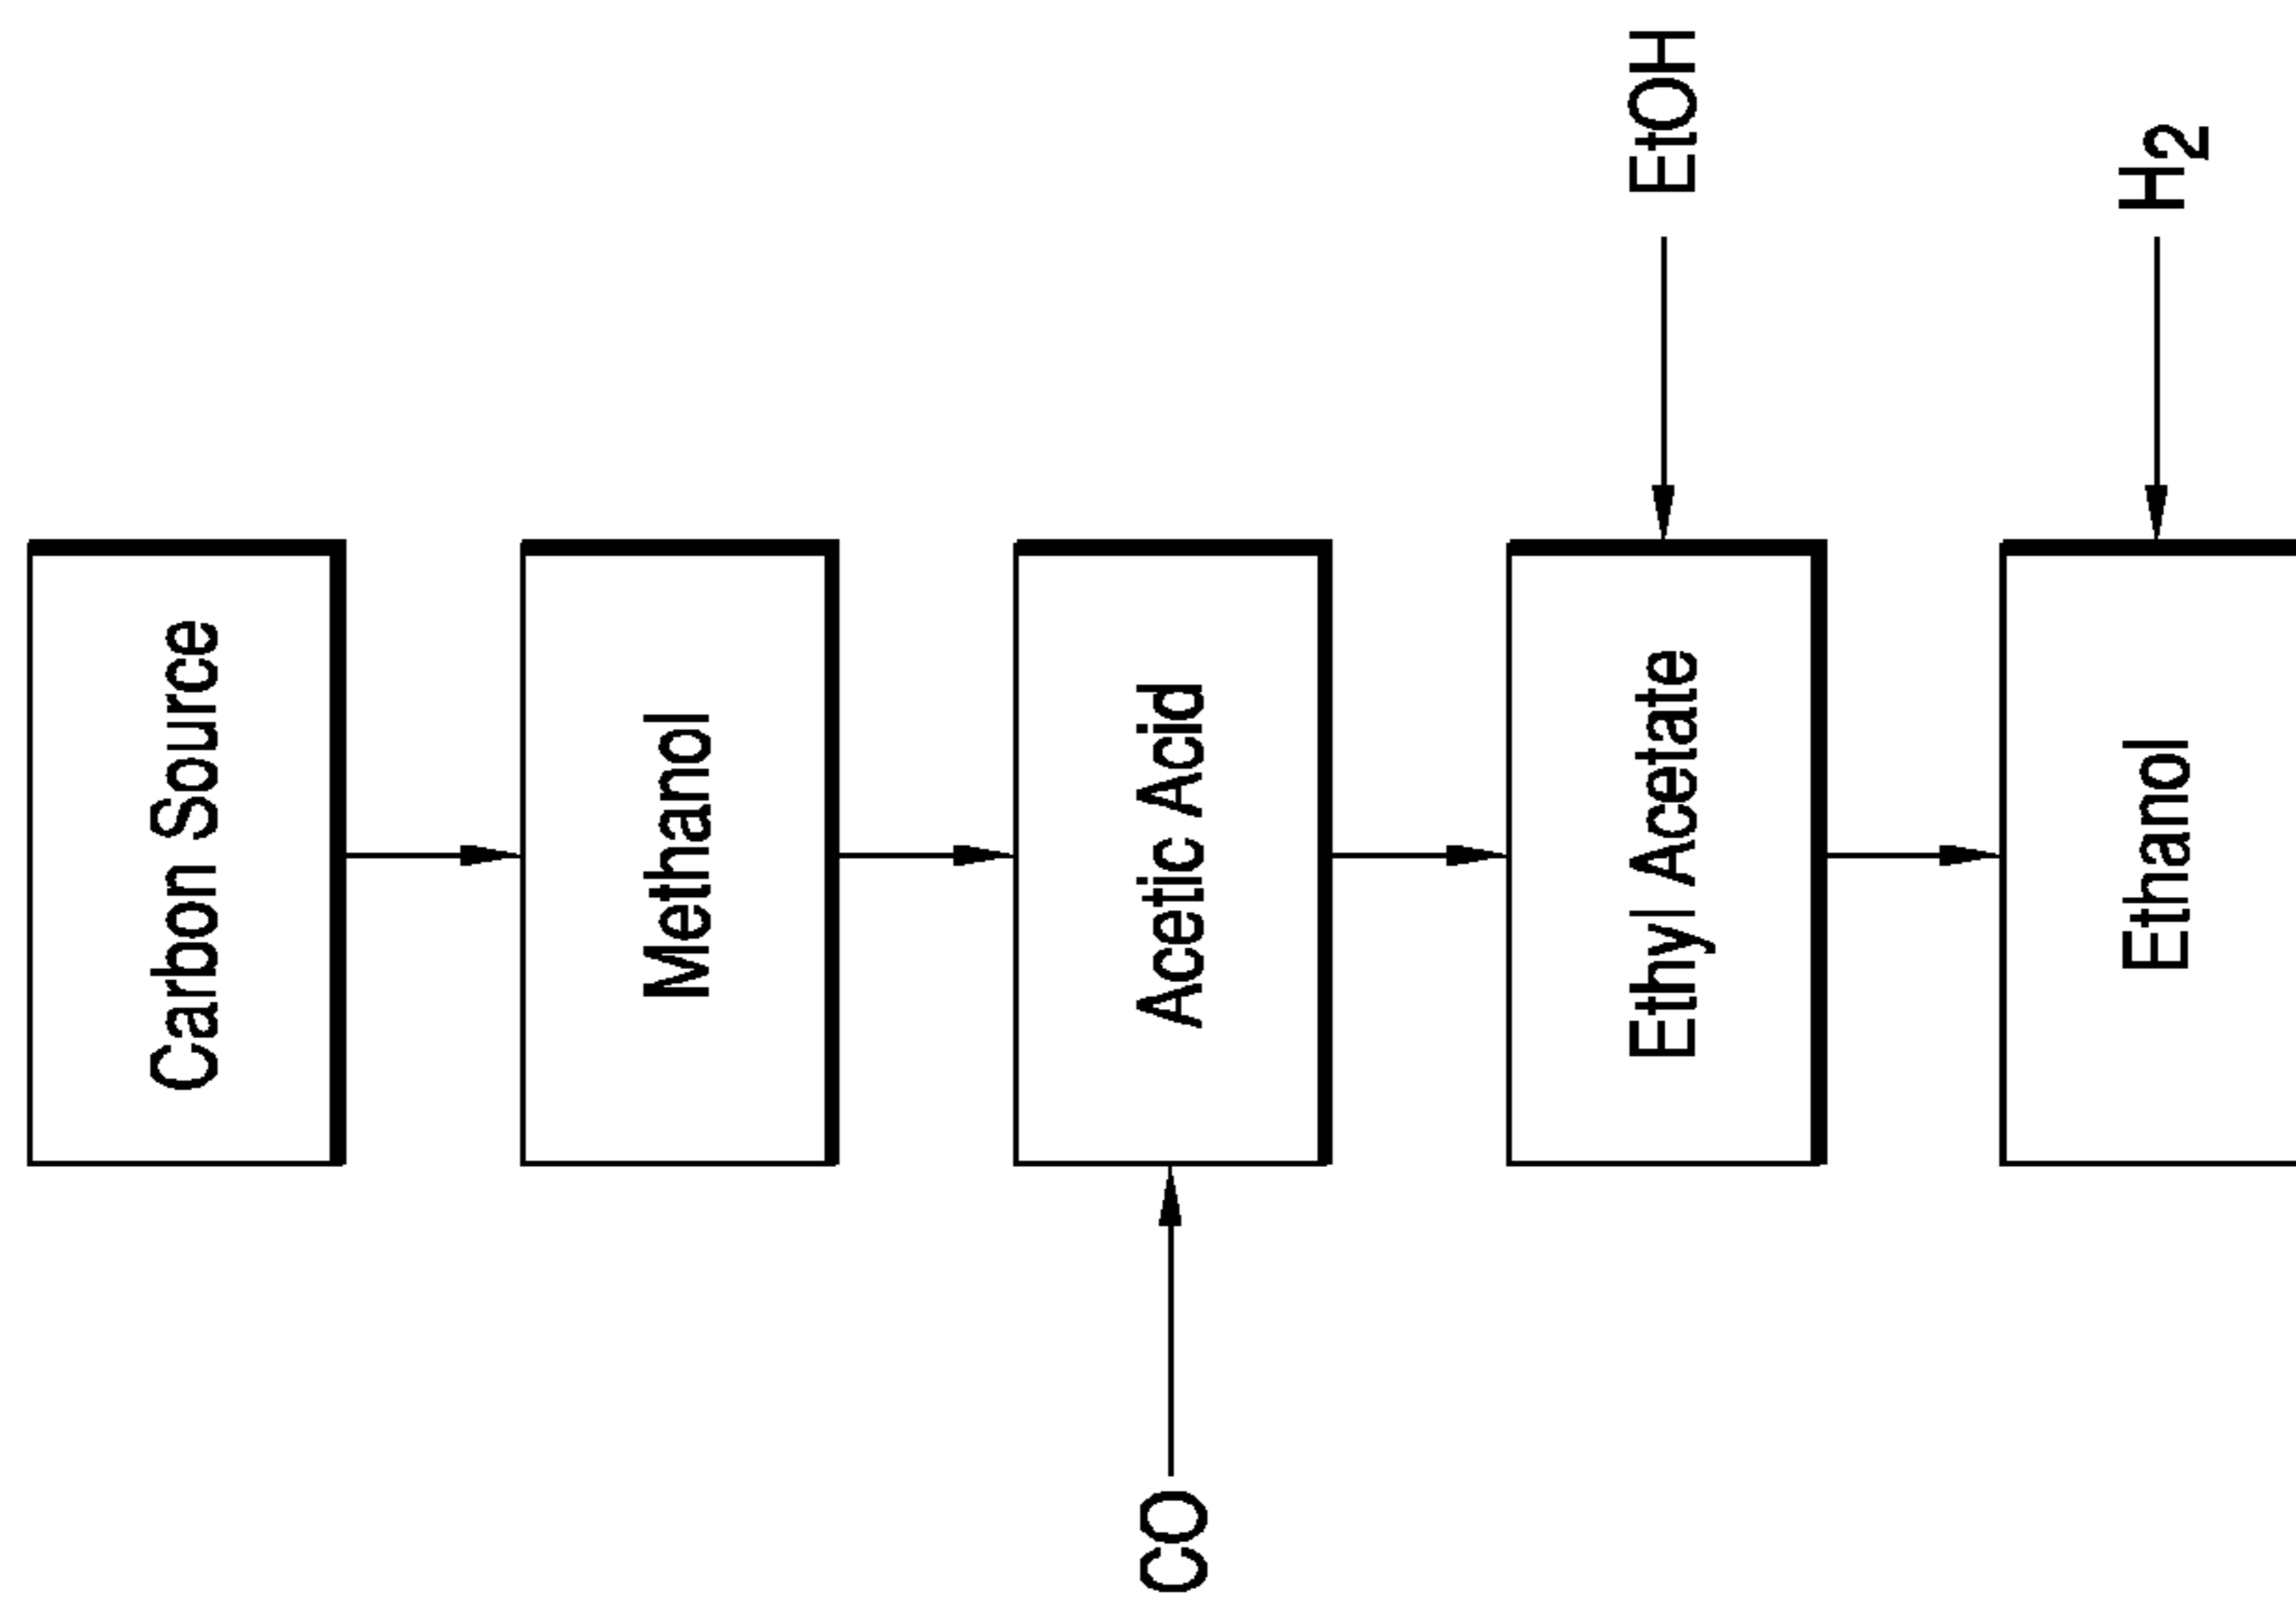 Carbon Source
Methanol
CO
Acetic Acid
EtOH
Ethyl Acetate
H2
Ethanol